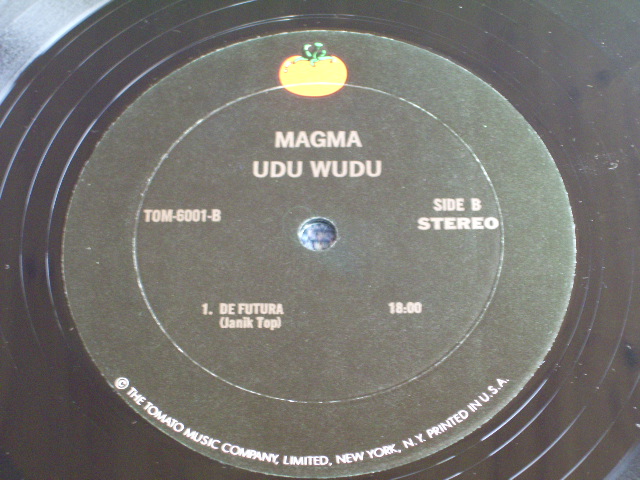 MAGMA
UDU WUDU
TOM-6001-B
SIDE B
STEREO
1. DE FUTURA 18:00
(Janik Top)
© THE TOMATO MUSIC COMPANY, LIMITED, NEW YORK, N.Y. PRINTED IN U.S.A.